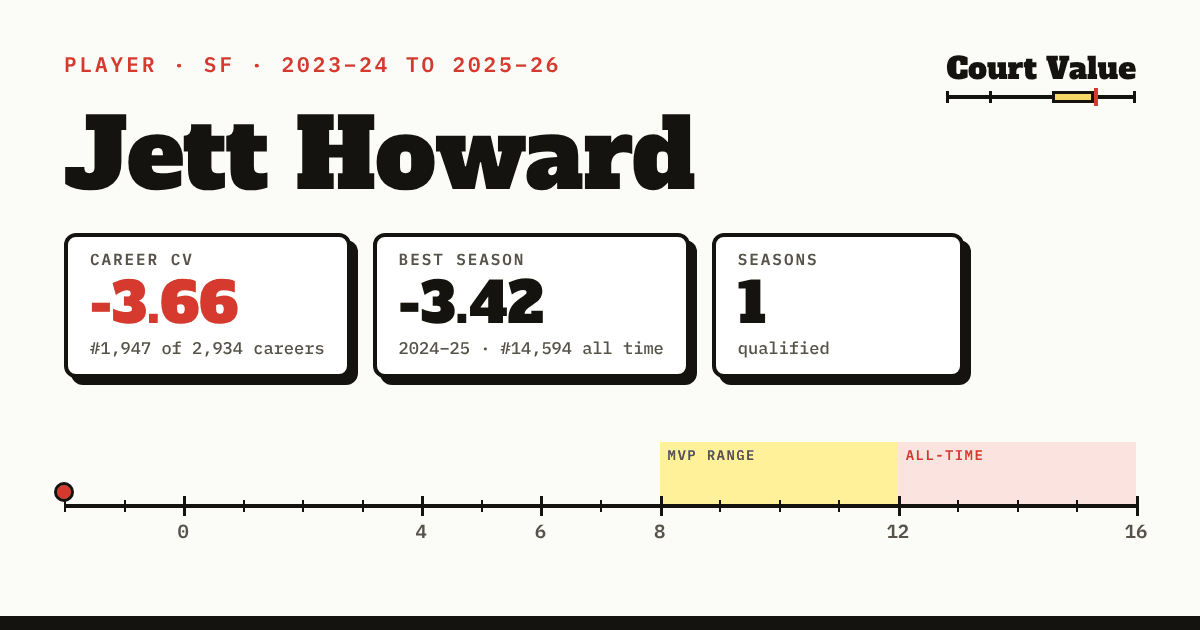 PLAYER · SF · 2023–24 TO 2025–26
Court Value
Jett Howard
CAREER CV
-3.66
#1,947 of 2,934 careers
BEST SEASON
-3.42
2024–25 · #14,594 all time
SEASONS
1
qualified
MVP RANGE
ALL-TIME
0 4 6 8 12 16